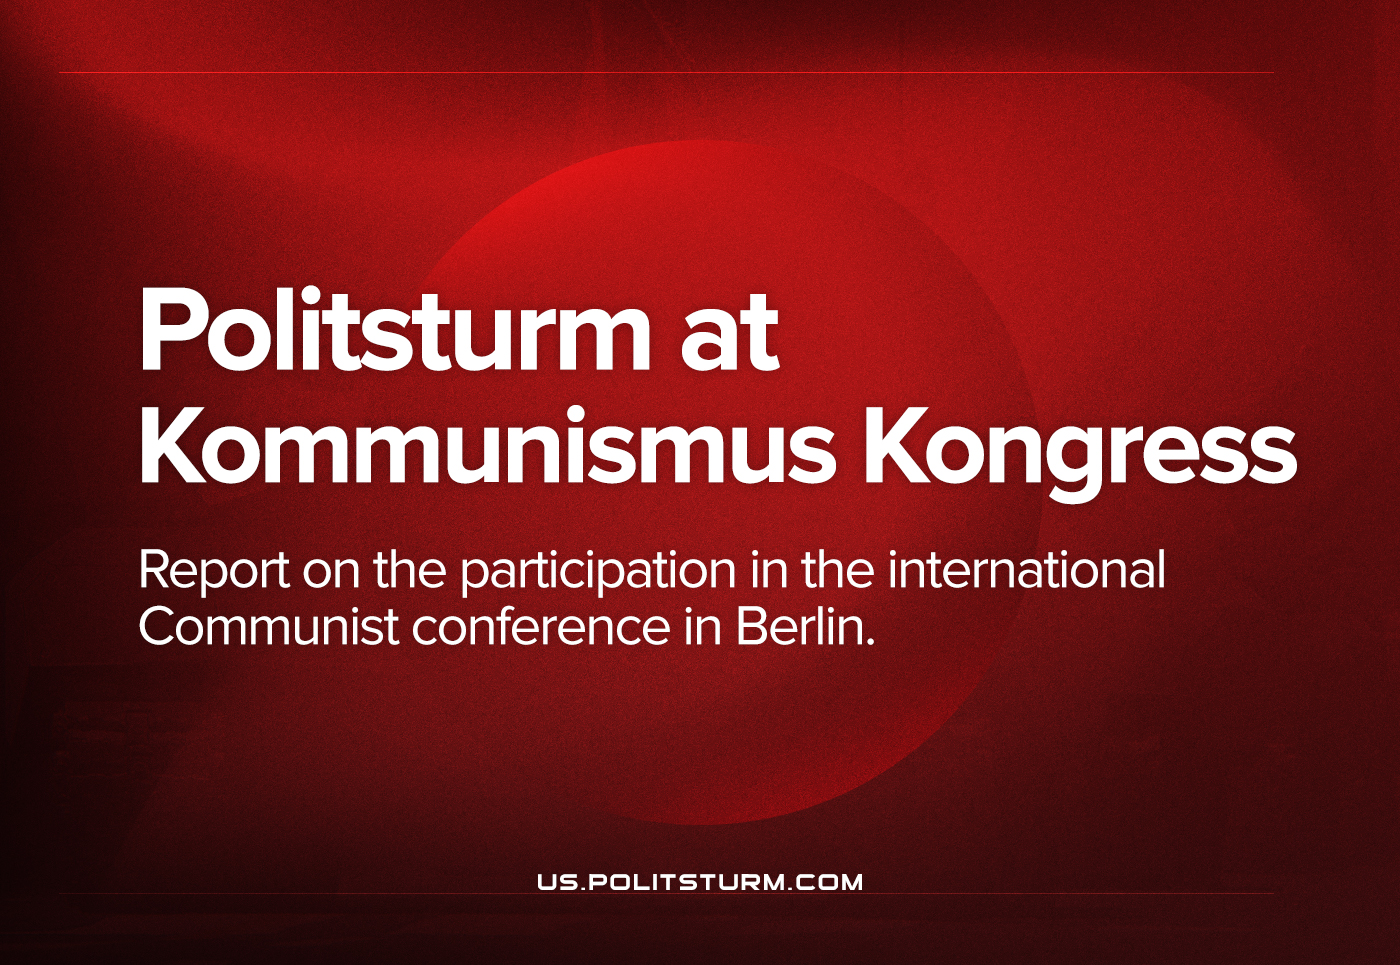 Politsturm at
Kommunismus Kongress
Report on the participation in the international
Communist conference in Berlin.
US.POLITSTURM.COM